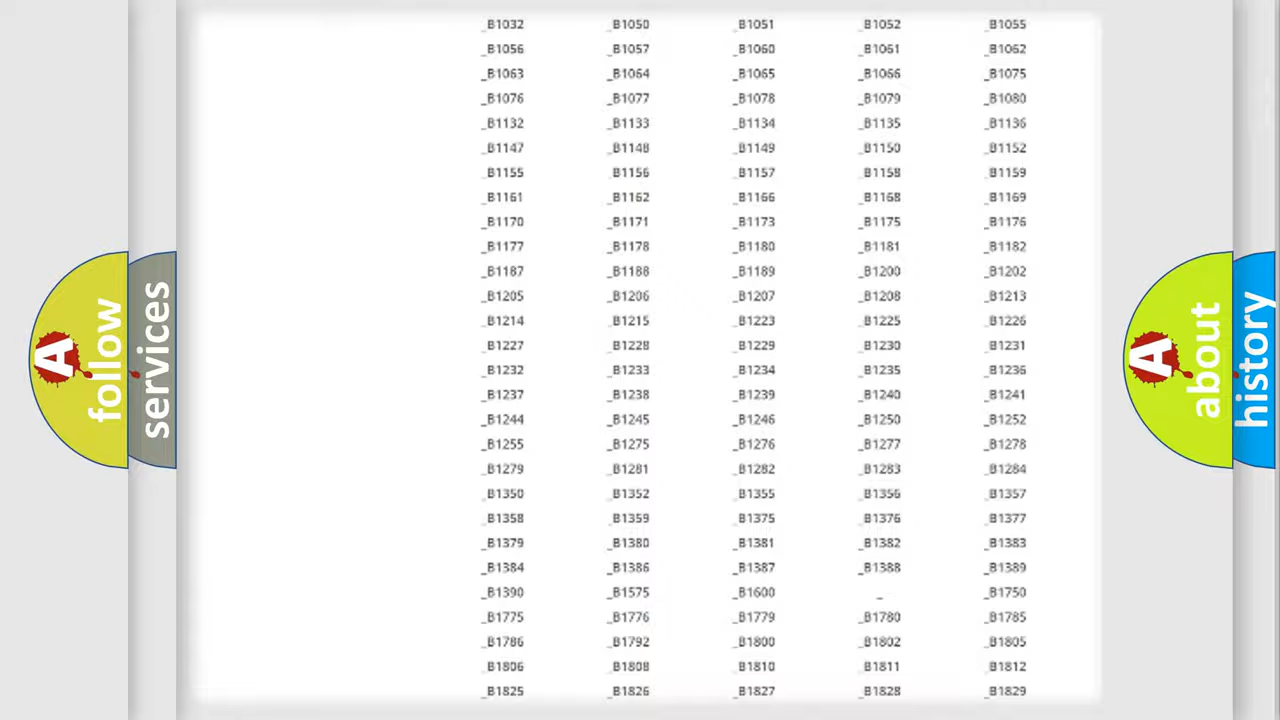 _B1032 _B1050 _B1051 _B1052 _B1055
_B1056 _B1057 _B1060 _B1061 _B1062
_B1063 _B1064 _B1065 _B1066 _B1075
_B1076 _B1077 _B1078 _B1079 _B1080
_B1132 _B1133 _B1134 _B1135 _B1136
_B1147 _B1148 _B1149 _B1150 _B1152
_B1155 _B1156 _B1157 _B1158 _B1159
_B1161 _B1162 _B1166 _B1168 _B1169
_B1170 _B1171 _B1173 _B1175 _B1176
_B1177 _B1178 _B1180 _B1181 _B1182
_B1187 _B1188 _B1189 _B1200 _B1202
_B1205 _B1206 _B1207 _B1208 _B1213
_B1214 _B1215 _B1223 _B1225 _B1226
_B1227 _B1228 _B1229 _B1230 _B1231
_B1232 _B1233 _B1234 _B1235 _B1236
_B1237 _B1238 _B1239 _B1240 _B1241
_B1244 _B1245 _B1246 _B1250 _B1252
_B1255 _B1275 _B1276 _B1277 _B1278
_B1279 _B1281 _B1282 _B1283 _B1284
_B1350 _B1352 _B1355 _B1356 _B1357
_B1358 _B1359 _B1375 _B1376 _B1377
_B1379 _B1380 _B1381 _B1382 _B1383
_B1384 _B1386 _B1387 _B1388 _B1389
_B1390 _B1575 _B1600 _ _B1750
_B1775 _B1776 _B1779 _B1780 _B1785
_B1786 _B1792 _B1800 _B1802 _B1805
_B1806 _B1808 _B1810 _B1811 _B1812
_B1825 _B1826 _B1827 _B1828 _B1829
A
follow
services
A
about
history